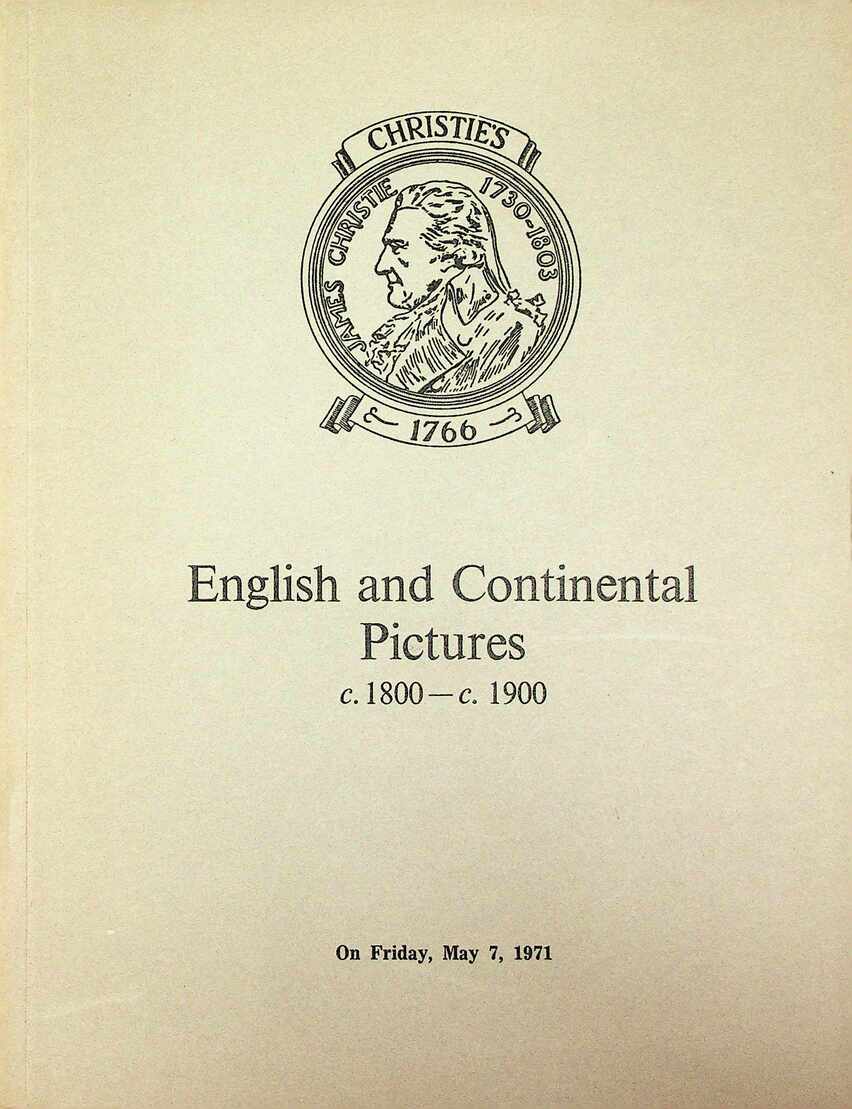 CHRISTIE'S
JAMES CHRISTIE 1730-1803
1766
English and Continental
Pictures
c. 1800—c. 1900
On Friday, May 7, 1971